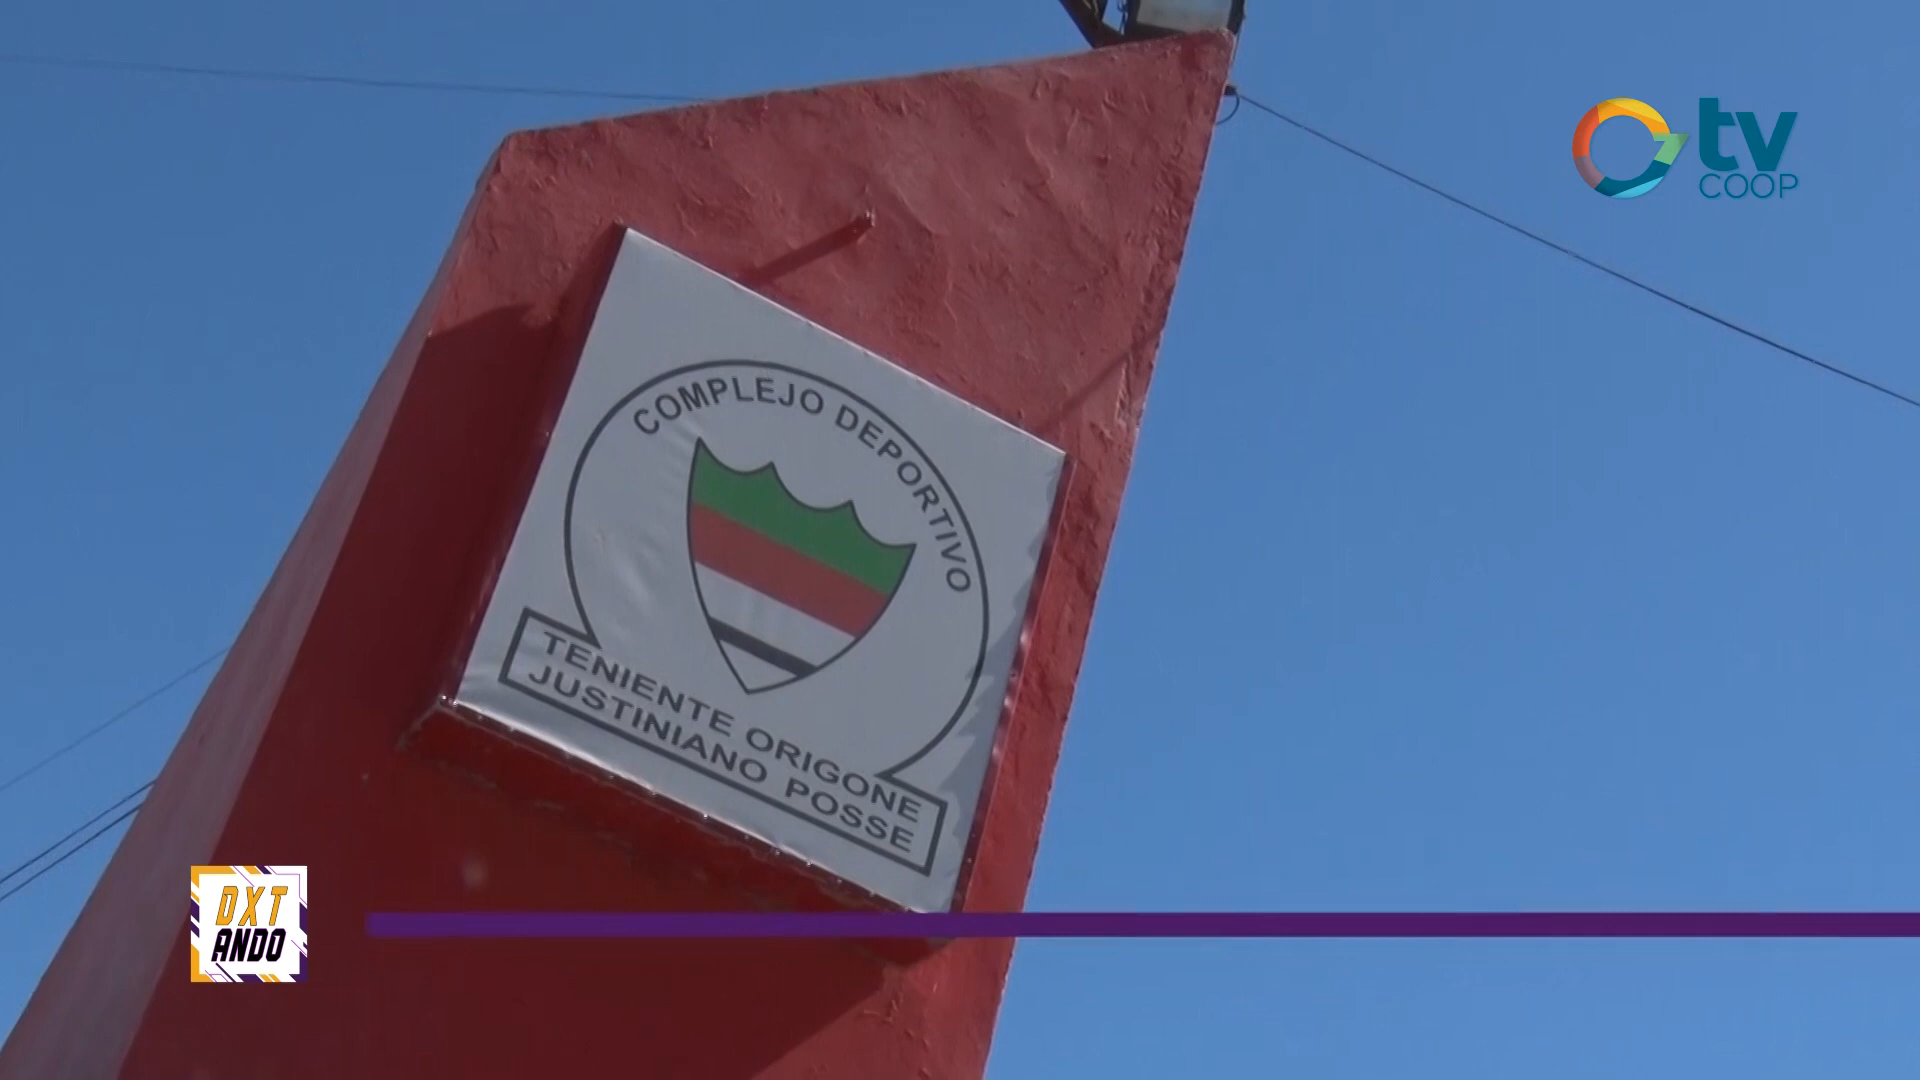 tv
COOP
COMPLEJO DEPORTIVO
TENIENTE ORIGONE
JUSTINIANO POSSE
DXT
ANDO